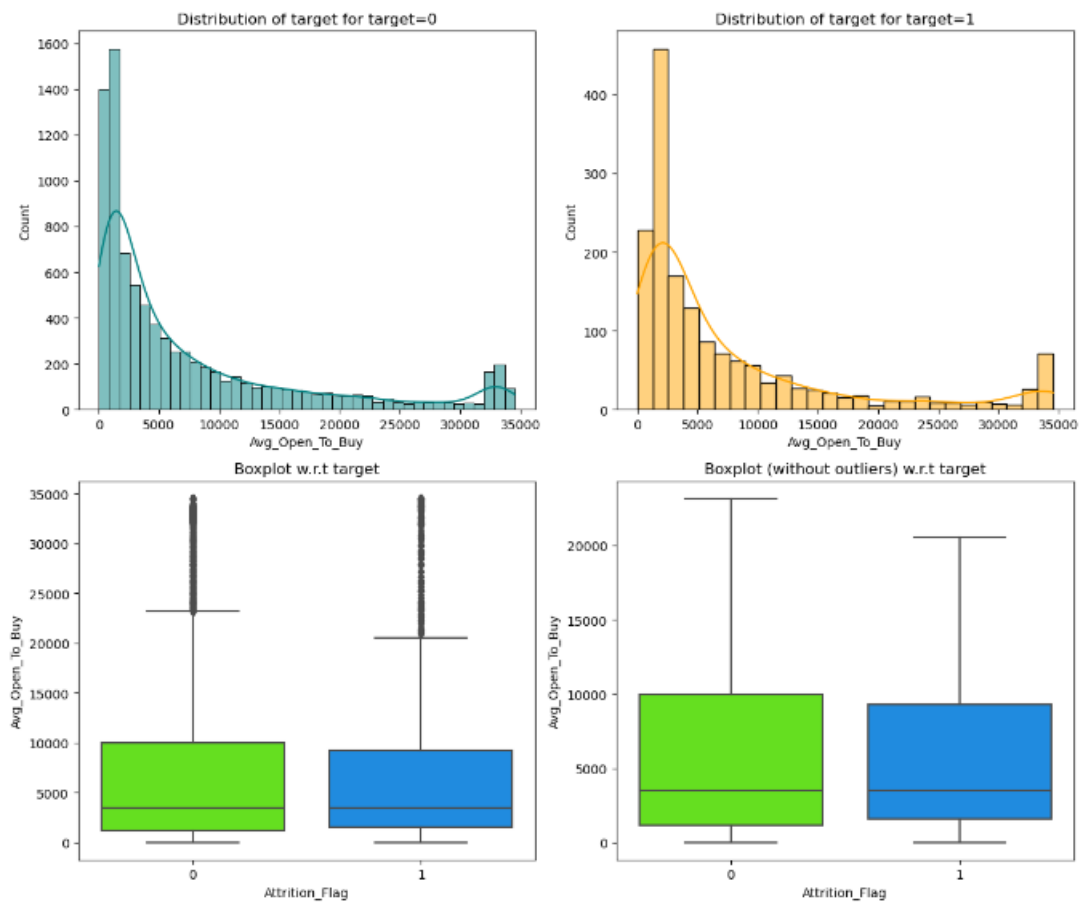 Distribution of target for target=0
1600
1400
1200
1000
800
600
400
200
0
Count
0 5000 10000 15000 20000 25000 30000 35000
Avg_Open_To_Buy
Distribution of target for target=1
400
300
200
100
0
Count
0 5000 10000 15000 20000 25000 30000 35000
Avg_Open_To_Buy
Boxplot w.r.t target
35000
30000
25000
20000
15000
10000
5000
0
Avg_Open_To_Buy
0 1
Attrition_Flag
Boxplot (without outliers) w.r.t target
20000
15000
10000
5000
0
Avg_Open_To_Buy
0 1
Attrition_Flag